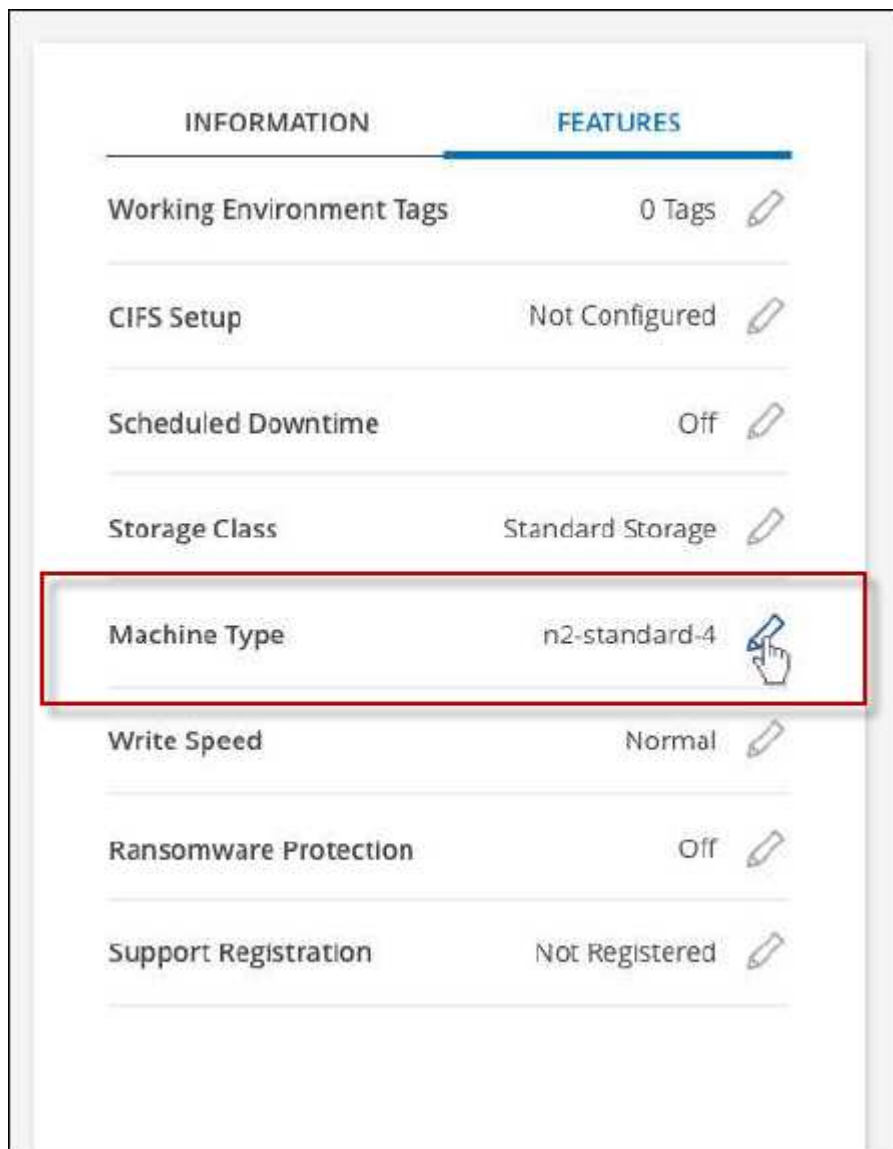 INFORMATION FEATURES
Working Environment Tags 0 Tags
CIFS Setup Not Configured
Scheduled Downtime Off
Storage Class Standard Storage
Machine Type n2-standard-4
Write Speed Normal
Ransomware Protection Off
Support Registration Not Registered